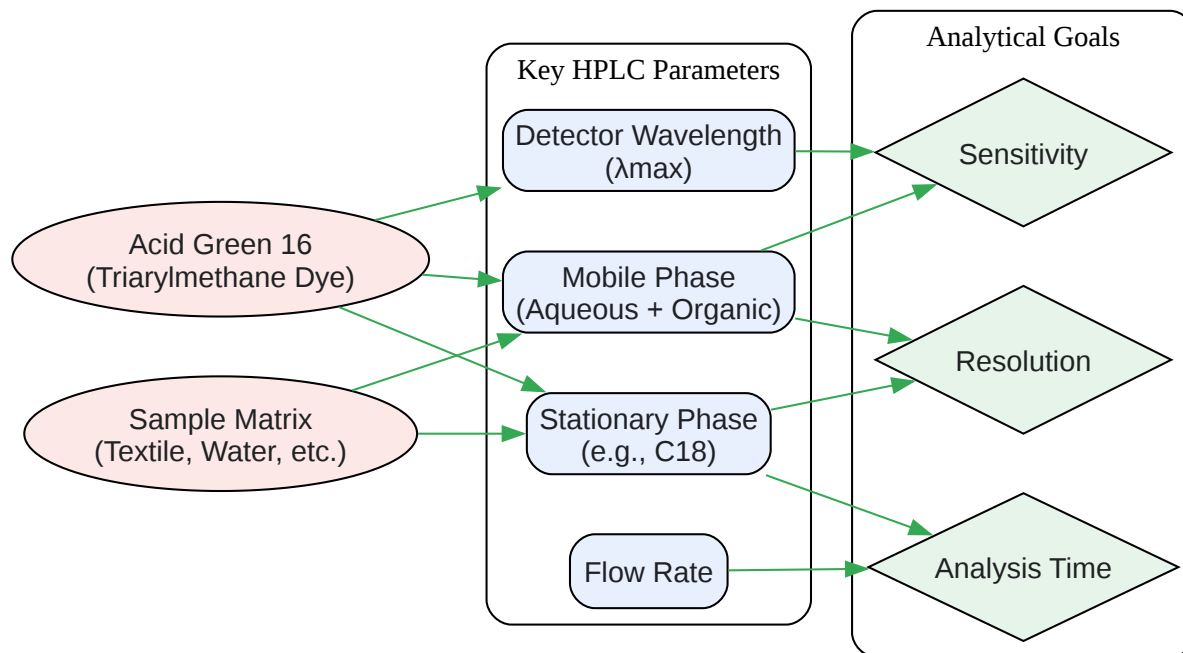 Acid Green 16
(Triarylmethane Dye)
Sample Matrix
(Textile, Water, etc.)
Key HPLC Parameters
Detector Wavelength
(λmax)
Mobile Phase
(Aqueous + Organic)
Stationary Phase
(e.g., C18)
Flow Rate
Analytical Goals
Sensitivity
Resolution
Analysis Time